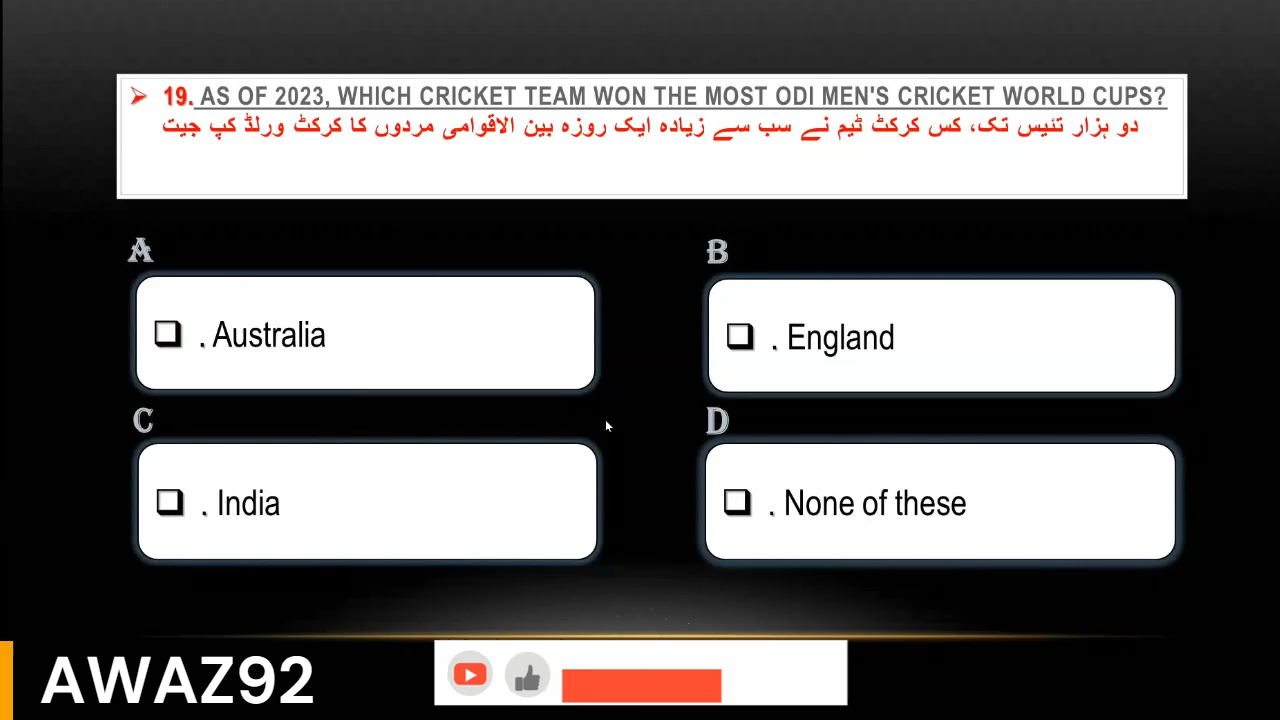 19. AS OF 2023, WHICH CRICKET TEAM WON THE MOST ODI MEN'S CRICKET WORLD CUPS?
دو ہزار تئیس تک، کس کرکٹ ٹیم نے سب سے زیادہ ایک روزہ بین الاقوامی مردوں کا کرکٹ ورلڈ کپ جیت
A
. Australia
B
. England
C
. India
D
. None of these
AWAZ92